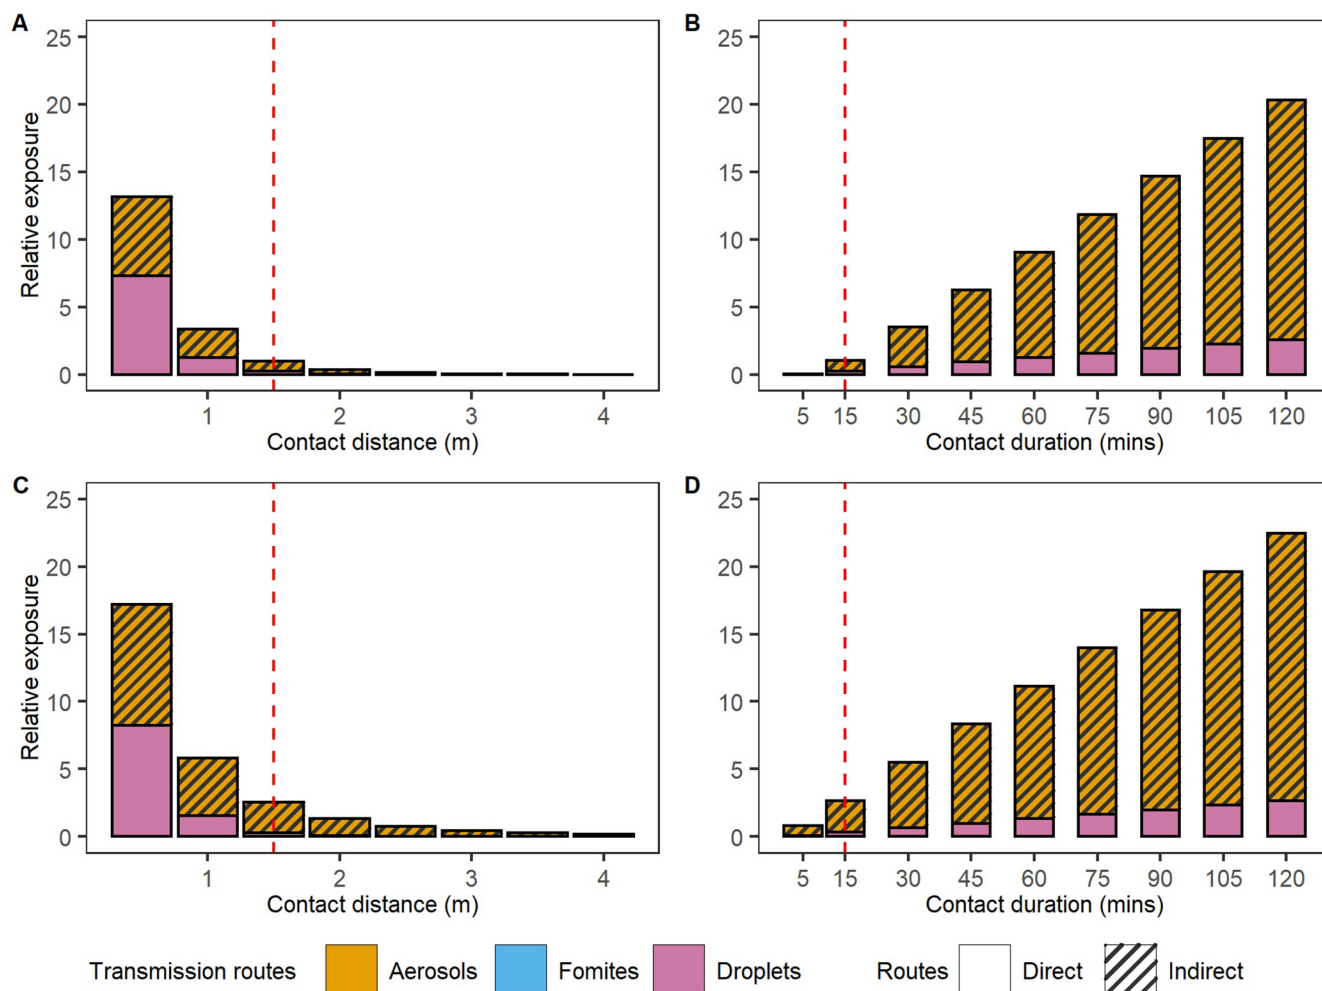 A
B
25
20
15
10
5
0
Relative exposure
1 2 3 4
Contact distance (m)
25
20
15
10
5
0
5 15 30 45 60 75 90 105 120
Contact duration (mins)
C
D
25
20
15
10
5
0
Relative exposure
1 2 3 4
Contact distance (m)
25
20
15
10
5
0
5 15 30 45 60 75 90 105 120
Contact duration (mins)
Transmission routes Aerosols Fomites Droplets Routes Direct Indirect